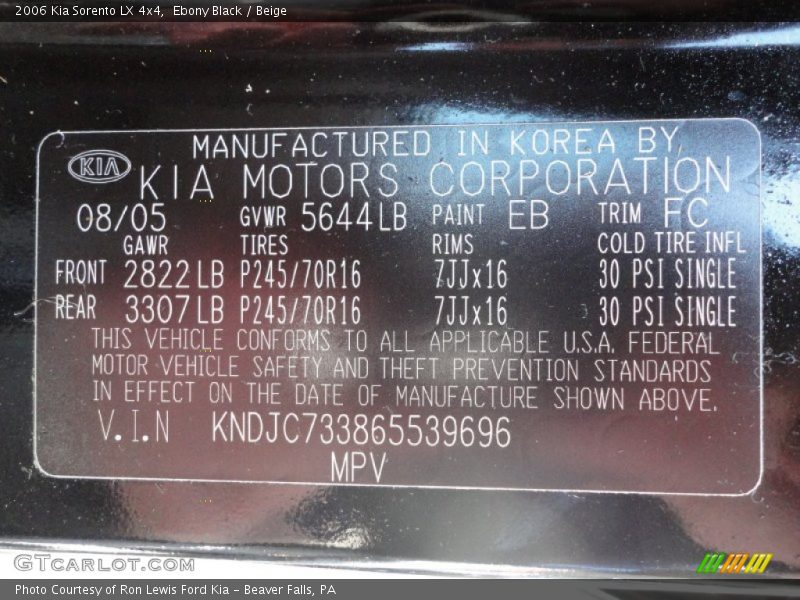 2006 Kia Sorento LX 4x4, Ebony Black / Beige
MANUFACTURED IN KOREA BY
KIA KIA MOTORS CORPORATION
08/05 GVWR 5644LB PAINT EB TRIM FC
GAWR TIRES RIMS COLD TIRE INFL
FRONT 2822LB P245/70R16 7JJx16 30 PSI SINGLE
REAR 3307LB P245/70R16 7JJx16 30 PSI SINGLE
THIS VEHICLE CONFORMS TO ALL APPLICABLE U.S.A. FEDERAL
MOTOR VEHICLE SAFETY AND THEFT PREVENTION STANDARDS
IN EFFECT ON THE DATE OF MANUFACTURE SHOWN ABOVE.
V.I.N KNDJC733865539696
MPV
GTCARLOT.COM
Photo Courtesy of Ron Lewis Ford Kia - Beaver Falls, PA